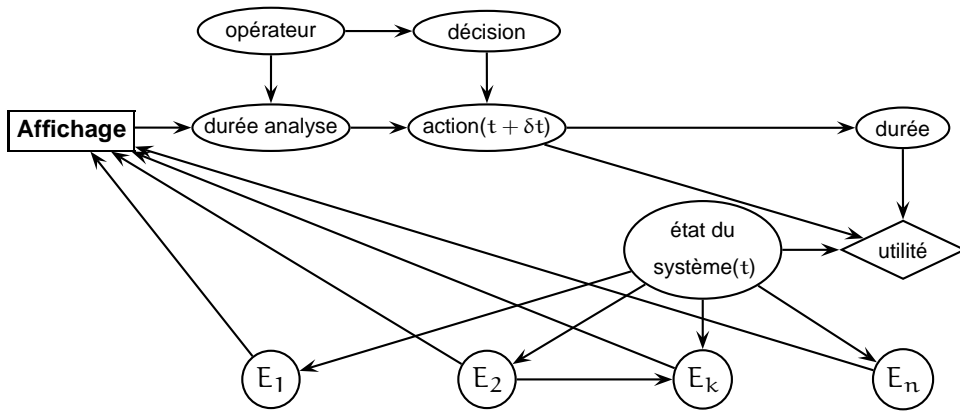 opérateur
décision
Affichage
durée analyse
action(t + δt)
durée
état du
système(t)
utilité
E₁
E₂
Eₖ
Eₙ